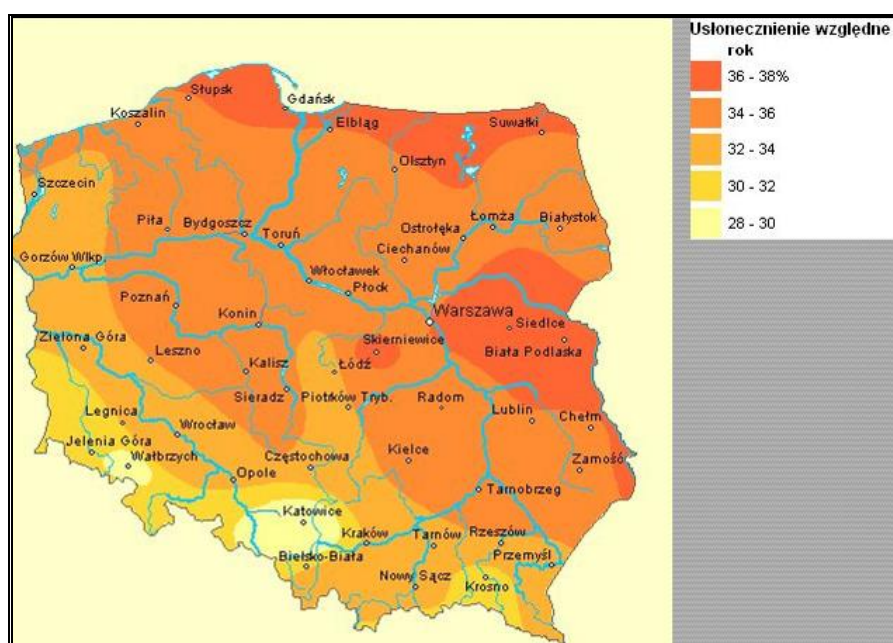 Usłonecznienie względne
rok
36 - 38%
34 - 36
32 - 34
30 - 32
28 - 30
Słupsk
Gdańsk
Koszalin
Elbląg
Suwałki
Olsztyn
Szczecin
Piła
Bydgoszcz
Toruń
Ostrołęka
Łomża
Białystok
Ciechanów
Gorzów Wlkp.
Włocławek
Płock
Poznań
Konin
Warszawa
Siedlce
Zielona Góra
Leszno
Kalisz
Łódź
Skierniewice
Biała Podlaska
Sieradz
Piotrków Tryb.
Radom
Lublin
Chełm
Legnica
Wrocław
Jelenia Góra
Wałbrzych
Opole
Częstochowa
Kielce
Zamość
Tarnobrzeg
Katowice
Kraków
Tarnów
Rzeszów
Przemyśl
Bielsko-Biała
Nowy Sącz
Krosno